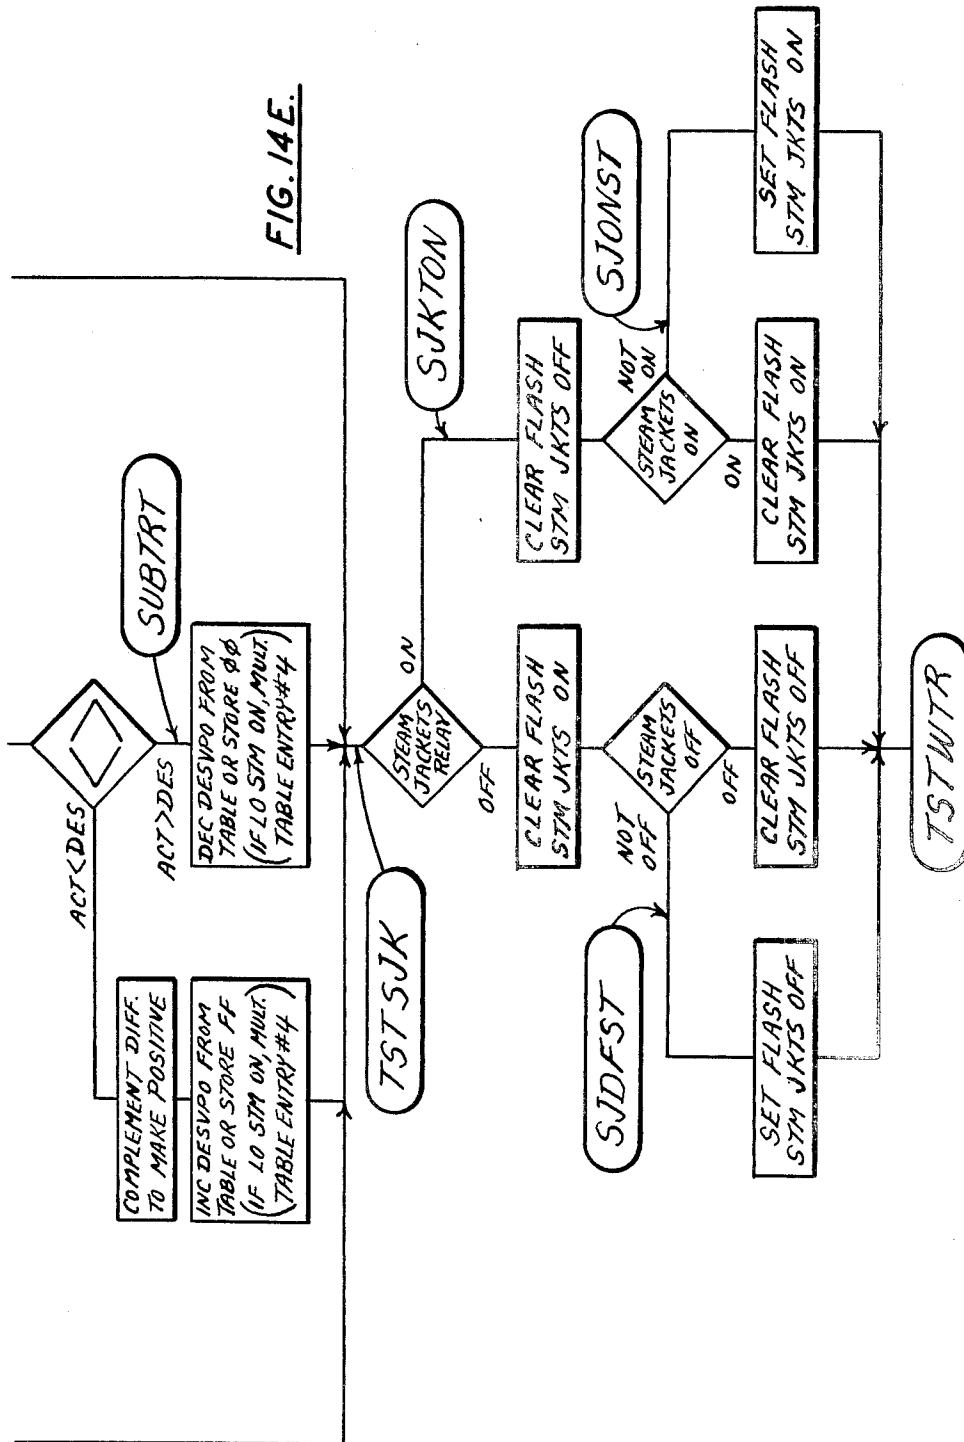 FIG. 14E.
<>
ACT<DES
ACT>DES
SUBTRT
COMPLEMENT DIFF.
TO MAKE POSITIVE
INC DESVPO FROM
TABLE OR STORE FF
(IF LO STM ON, MULT.
TABLE ENTRY #4)
DEC DESVPO FROM
TABLE OR STORE ØØ
(IF LO STM ON, MULT.
TABLE ENTRY #4)
TSTSJK
STEAM
JACKETS
RELAY
ON
OFF
SJKTON
CLEAR FLASH
STM JKTS ON
CLEAR FLASH
STM JKTS OFF
SJDFST
NOT
OFF
STEAM
JACKETS
OFF
OFF
STEAM
JACKETS
ON
NOT
ON
ON
SJONST
SET FLASH
STM JKTS OFF
CLEAR FLASH
STM JKTS OFF
CLEAR FLASH
STM JKTS ON
SET FLASH
STM JKTS ON
TSTWTR